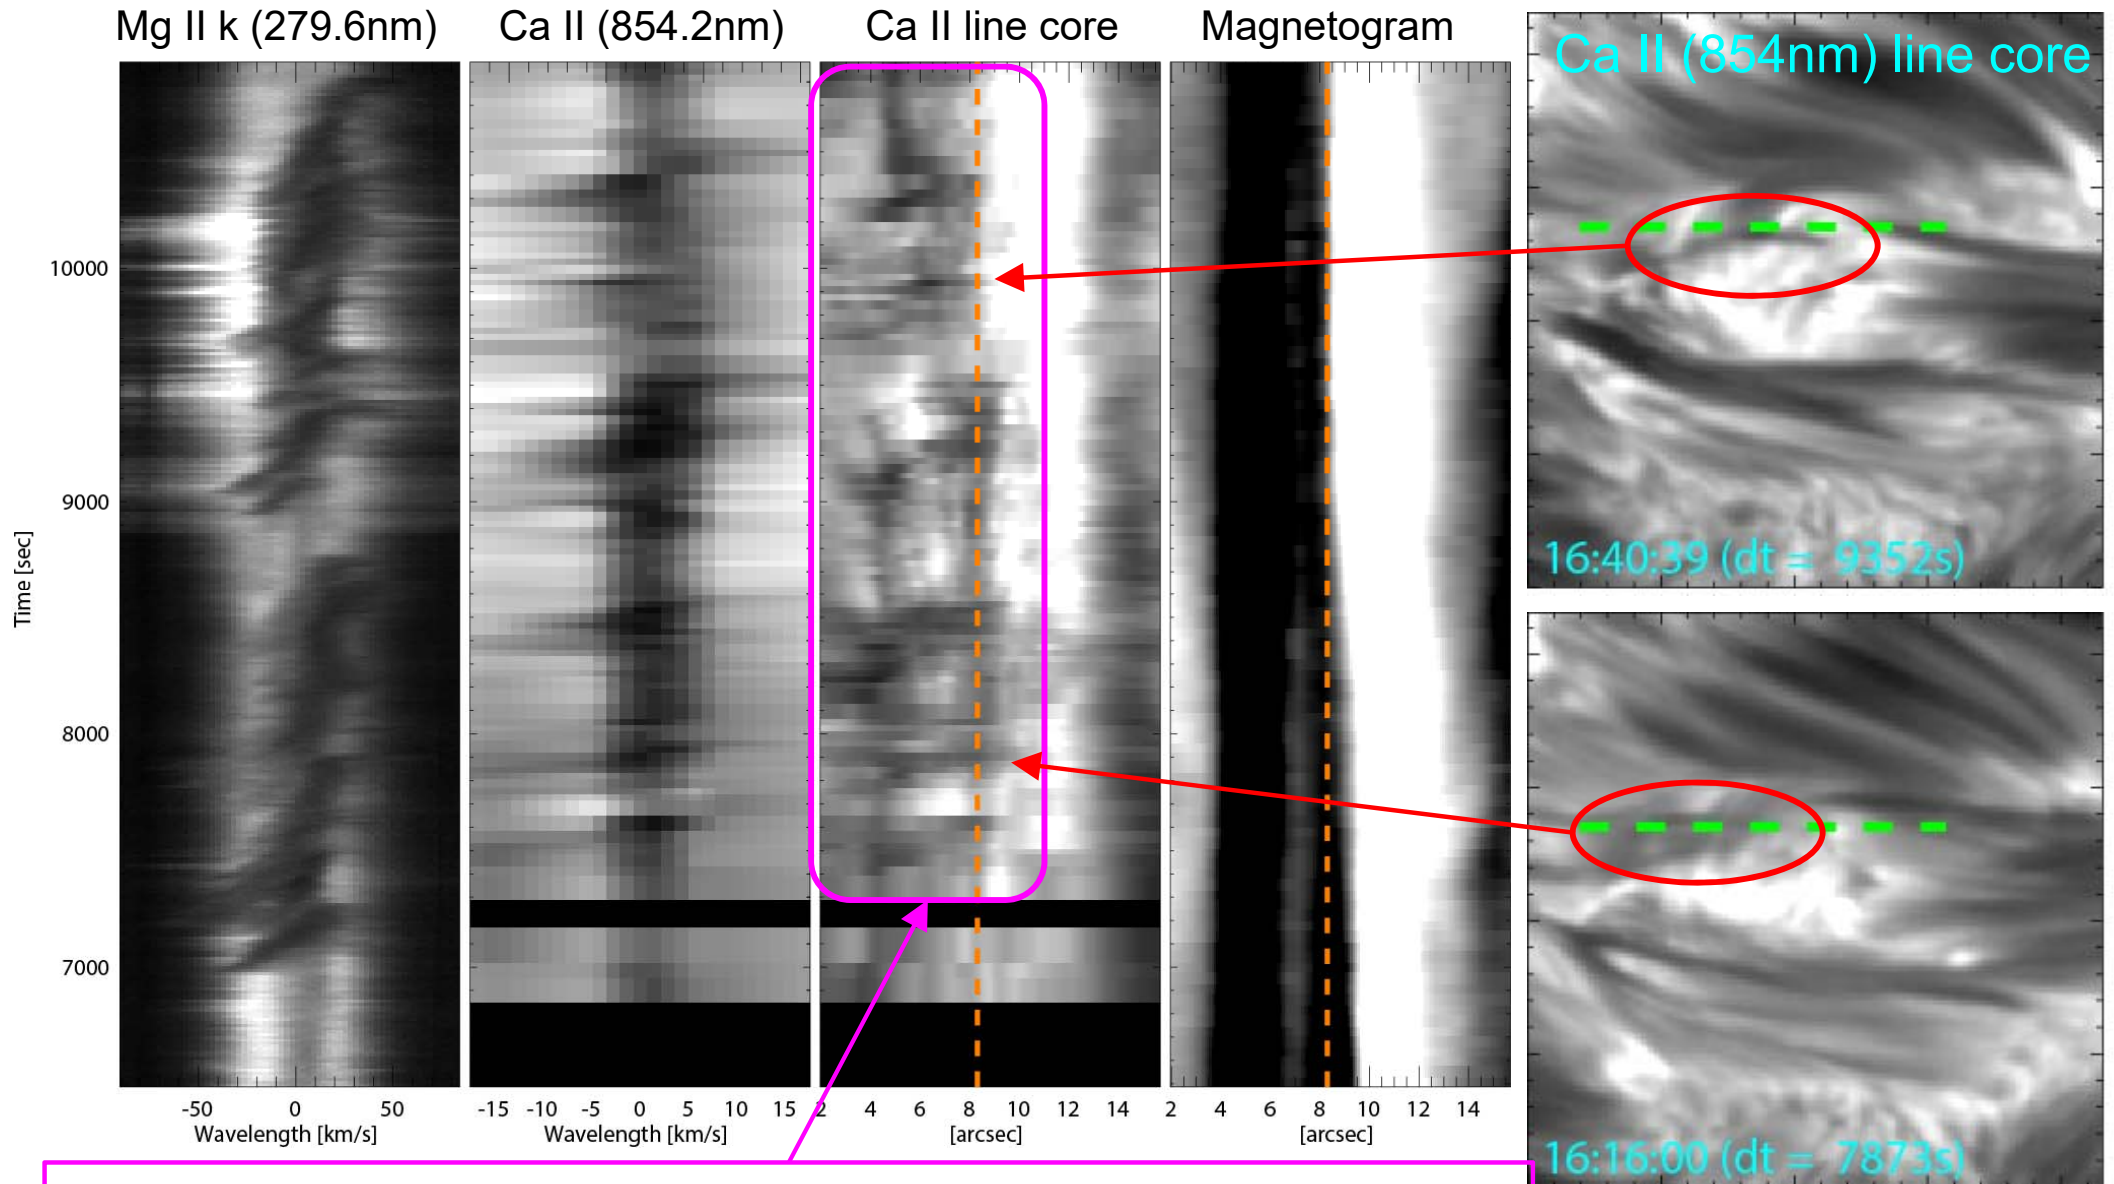 Mg II k (279.6nm)
Ca II (854.2nm)
Ca II line core
Magnetogram
Ca II (854nm) line core
Time [sec]
10000
9000
8000
7000
-50 0 50
Wavelength [km/s]
-15 -10 -5 0 5 10 15
Wavelength [km/s]
2 4 6 8 10 12 14
[arcsec]
2 4 6 8 10 12 14
[arcsec]
16:40:39 (dt = 9352s)
16:16:00 (dt = 7873s)